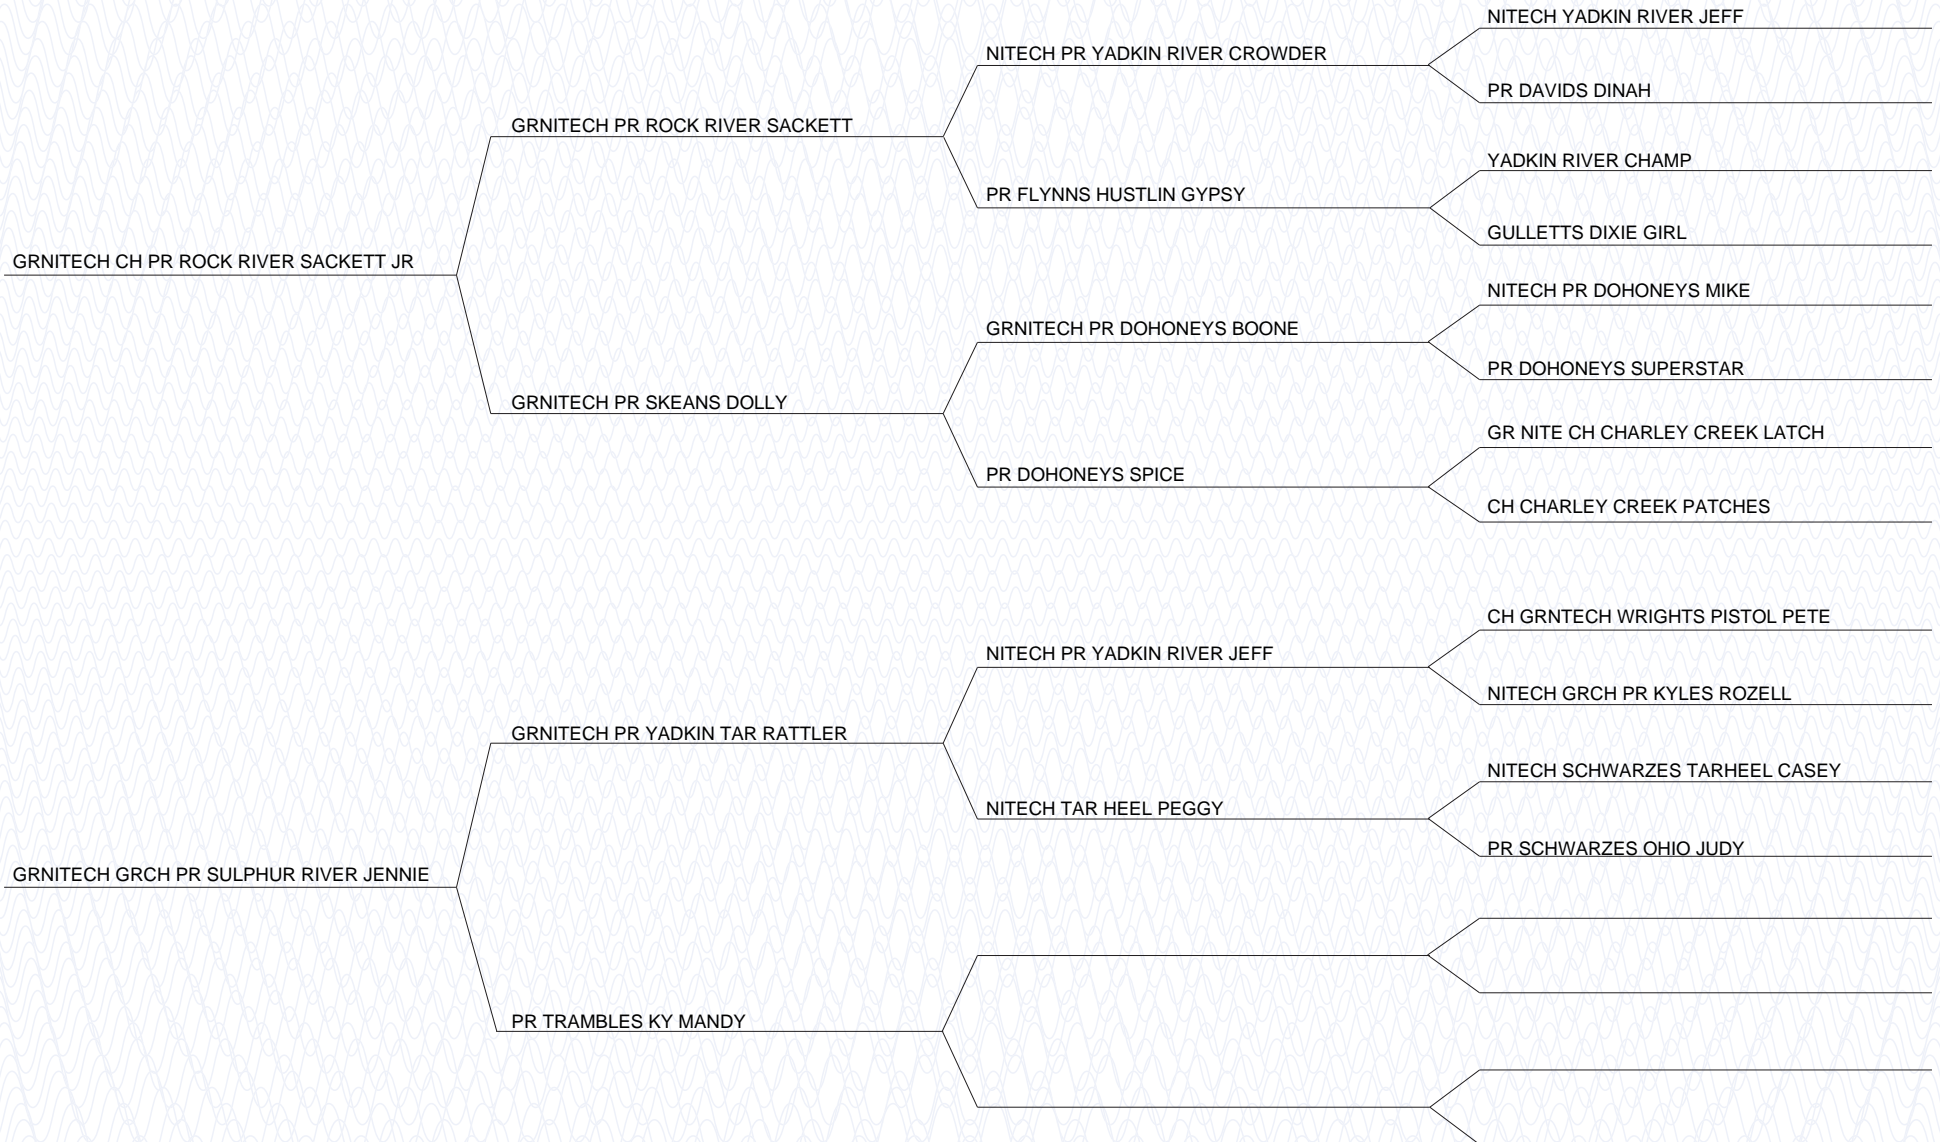 NITECH YADKIN RIVER JEFF
NITECH PR YADKIN RIVER CROWDER
PR DAVIDS DINAH
GRNITECH PR ROCK RIVER SACKETT
YADKIN RIVER CHAMP
PR FLYNNS HUSTLIN GYPSY
GULLETTS DIXIE GIRL
GRNITECH CH PR ROCK RIVER SACKETT JR
NITECH PR DOHONEYS MIKE
GRNITECH PR DOHONEYS BOONE
PR DOHONEYS SUPERSTAR
GRNITECH PR SKEANS DOLLY
GR NITE CH CHARLEY CREEK LATCH
PR DOHONEYS SPICE
CH CHARLEY CREEK PATCHES
CH GRNTECH WRIGHTS PISTOL PETE
NITECH PR YADKIN RIVER JEFF
NITECH GRCH PR KYLES ROZELL
GRNITECH PR YADKIN TAR RATTLER
NITECH SCHWARZES TARHEEL CASEY
NITECH TAR HEEL PEGGY
PR SCHWARZES OHIO JUDY
GRNITECH GRCH PR SULPHUR RIVER JENNIE
PR TRAMBLES KY MANDY